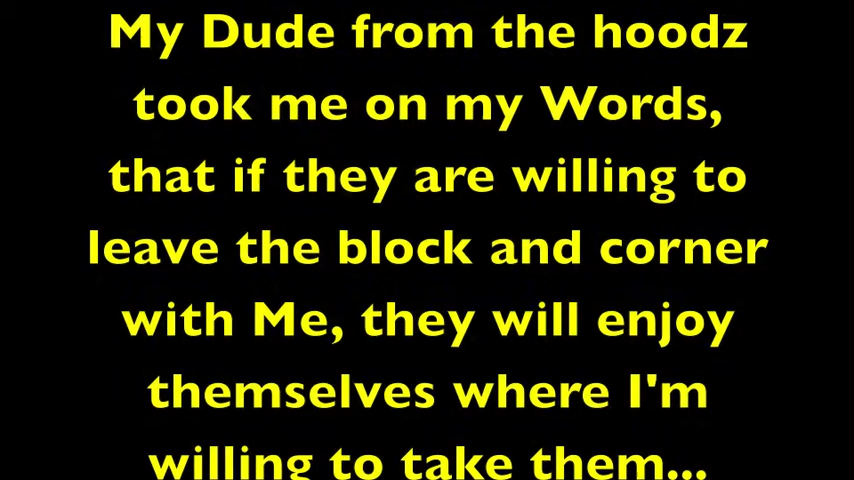 My Dude from the hoodz
took me on my Words,
that if they are willing to
leave the block and corner
with Me, they will enjoy
themselves where I'm
willing to take them...